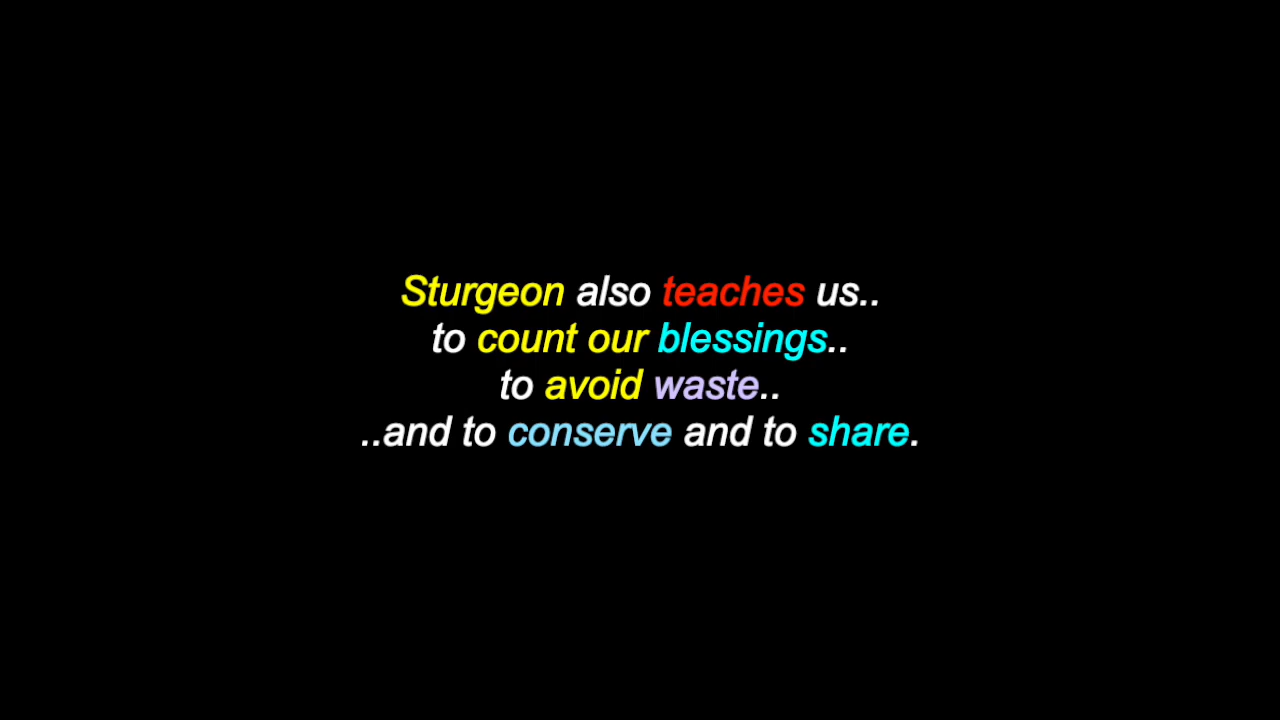 Sturgeon also teaches us..
to count our blessings..
to avoid waste..
..and to conserve and to share.